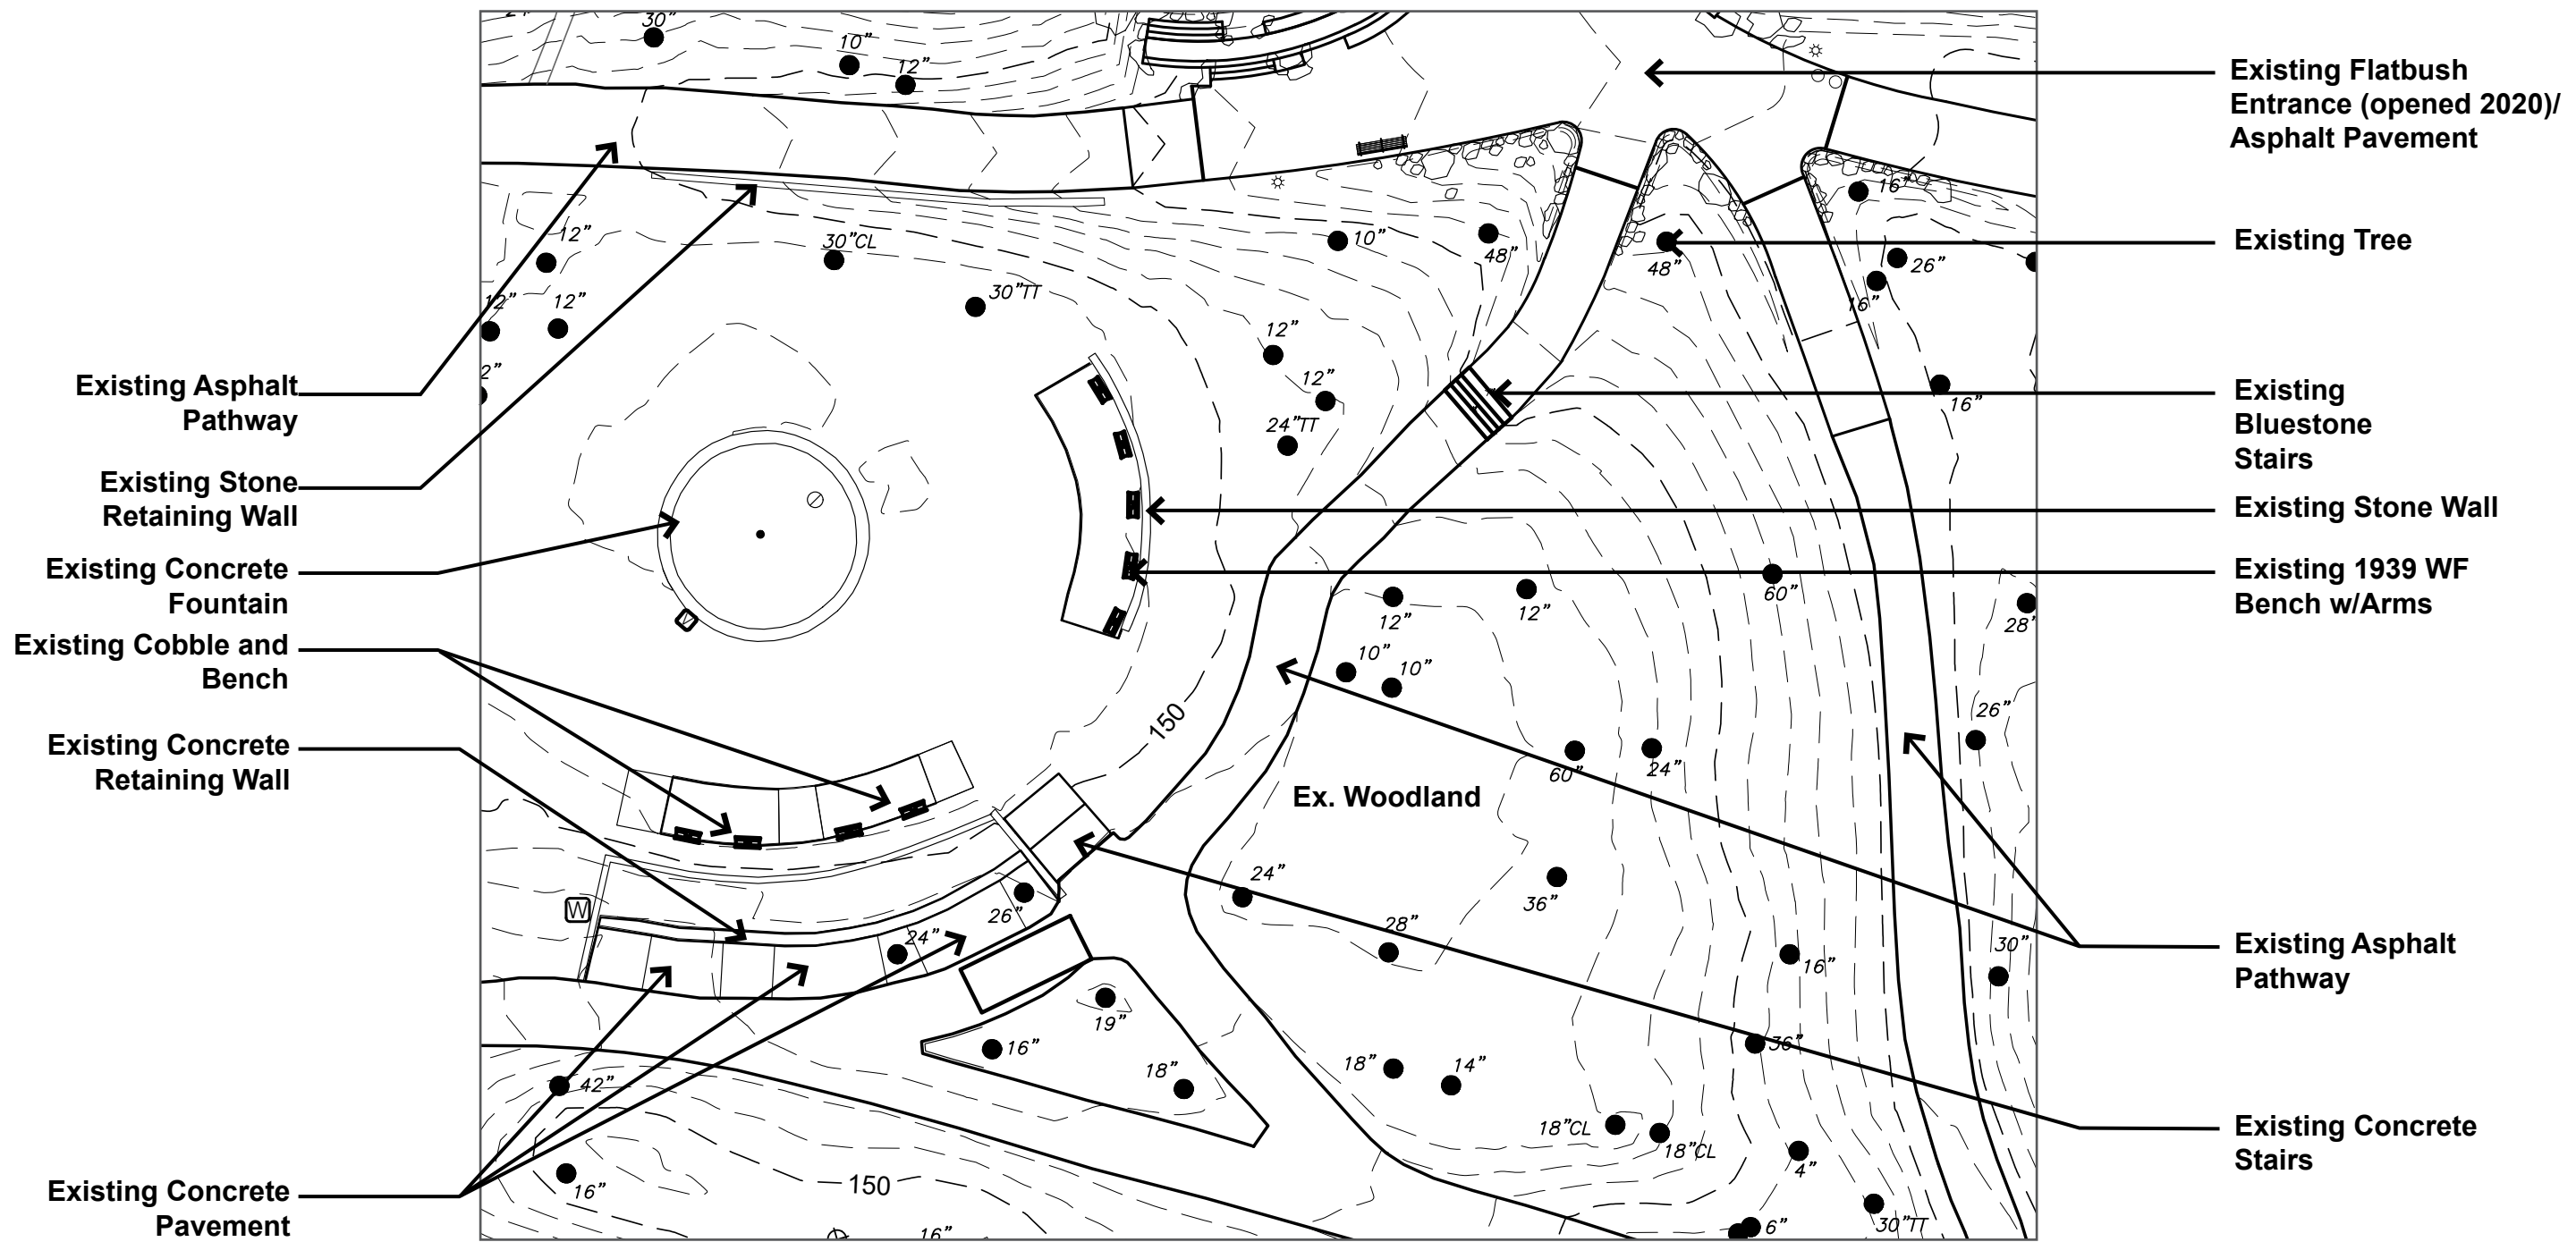 30”
10”
12”
Existing Flatbush
Entrance (opened 2020)/
Asphalt Pavement
16”
12”
30”CL
10”
48”
48”
Existing Tree
26”
30”TT
12”
12”
16”
12”
2”
12”
24”TT
16”
Existing Asphalt
Pathway
Existing
Bluestone
Stairs
Existing Stone
Retaining Wall
Existing Stone Wall
Existing Concrete
Fountain
Existing 1939 WF
Bench w/Arms
12”
12”
60”
28’
Existing Cobble and
Bench
10”
10”
150
26”
Existing Concrete
Retaining Wall
60”
24”
Ex. Woodland
24”
36”
26”
W
24”
28”
16”
30”
Existing Asphalt
Pathway
19”
16”
18”
42”
18”
14”
36”
18”CL
18”CL
4”
Existing Concrete
Stairs
Existing Concrete
Pavement
16”
150
16”
6”
30”TT